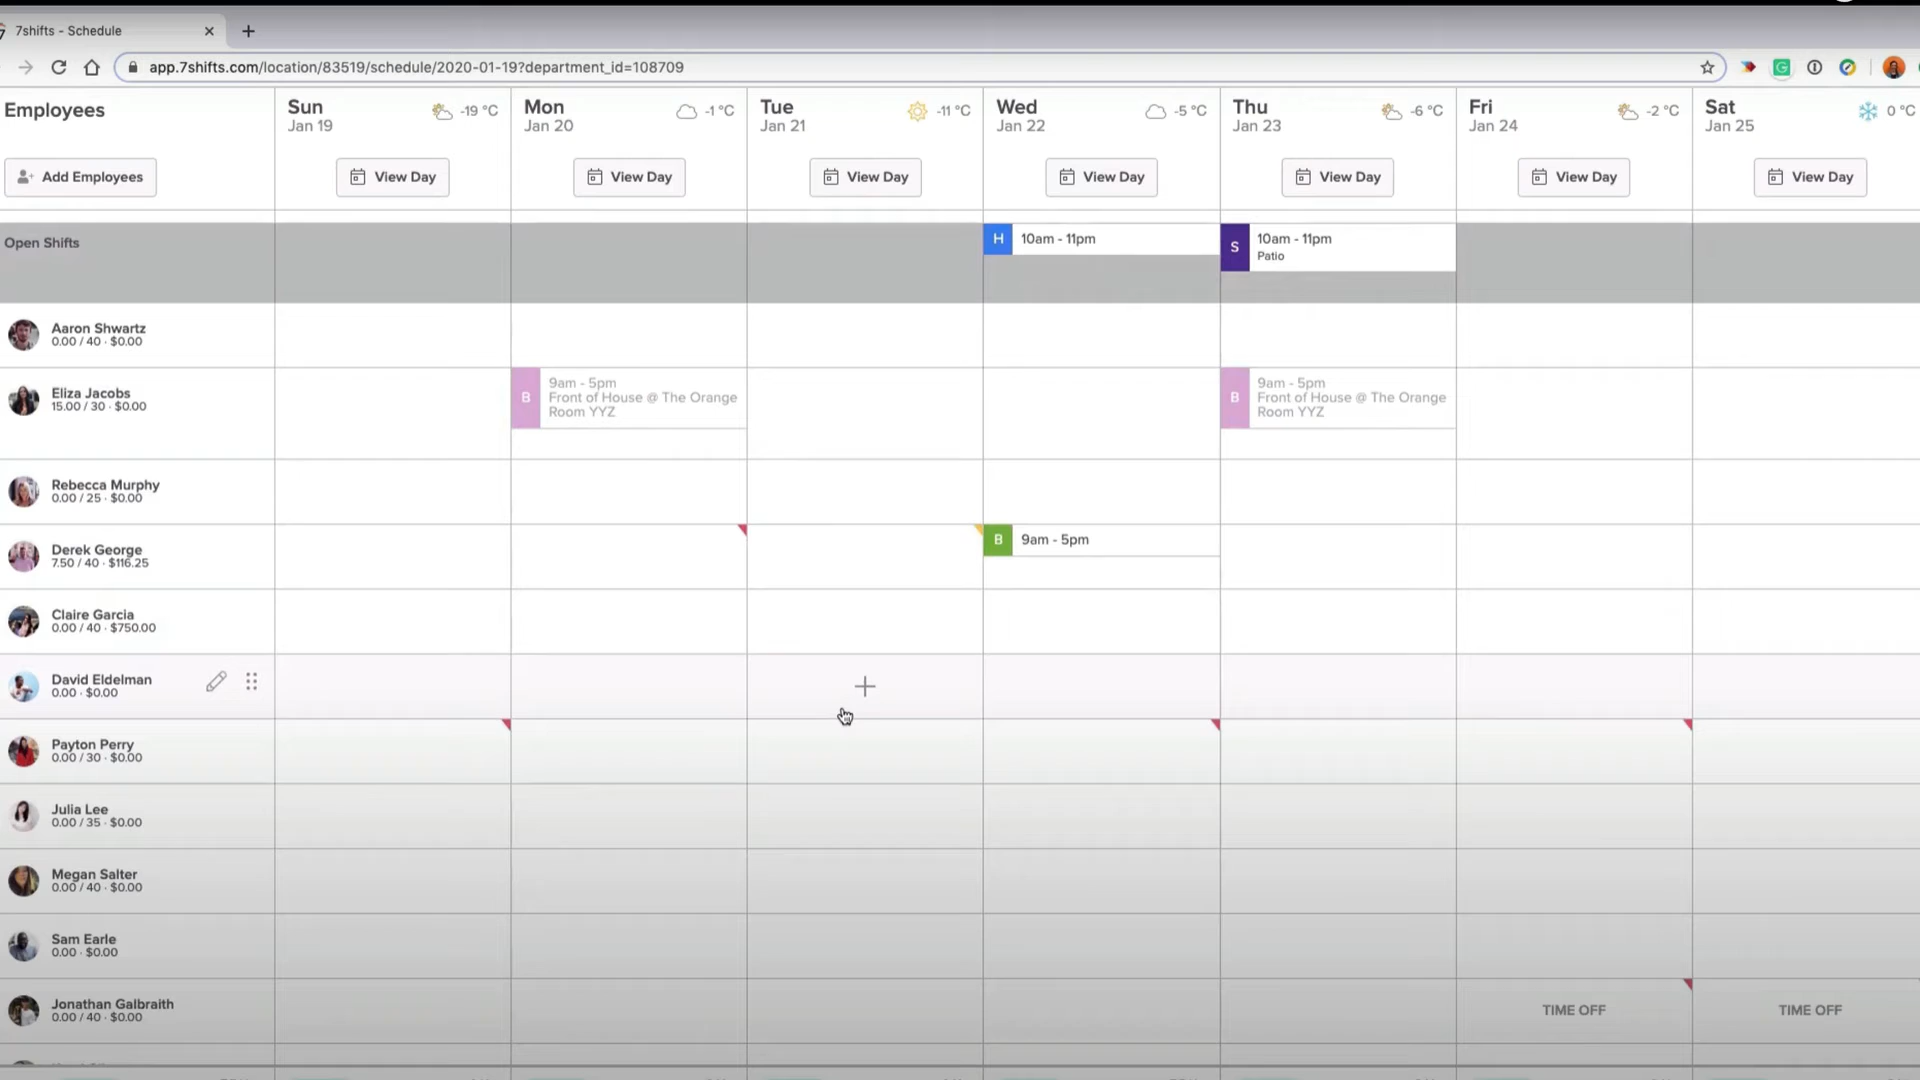 7shifts - Schedule
app.7shifts.com/location/83519/schedule/2020-01-19?department_id=108709
Employees
Sun
Jan 19
-19 °C
Mon
Jan 20
-1 °C
Tue
Jan 21
-11 °C
Wed
Jan 22
-5 °C
Thu
Jan 23
-6 °C
Fri
Jan 24
-2 °C
Sat
Jan 25
0 °C
Add Employees
View Day
View Day
View Day
View Day
View Day
View Day
View Day
Open Shifts
H
10am - 11pm
S
10am - 11pm
Patio
Aaron Shwartz
0.00 / 40 · $0.00
Eliza Jacobs
15.00 / 30 · $0.00
B
9am - 5pm
Front of House @ The Orange
Room YYZ
B
9am - 5pm
Front of House @ The Orange
Room YYZ
Rebecca Murphy
0.00 / 25 · $0.00
Derek George
7.50 / 40 · $116.25
B
9am - 5pm
Claire Garcia
0.00 / 40 · $750.00
David Eldelman
0.00 · $0.00
Payton Perry
0.00 / 30 · $0.00
Julia Lee
0.00 / 35 · $0.00
Megan Salter
0.00 / 40 · $0.00
Sam Earle
0.00 · $0.00
Jonathan Galbraith
0.00 / 40 · $0.00
TIME OFF
TIME OFF